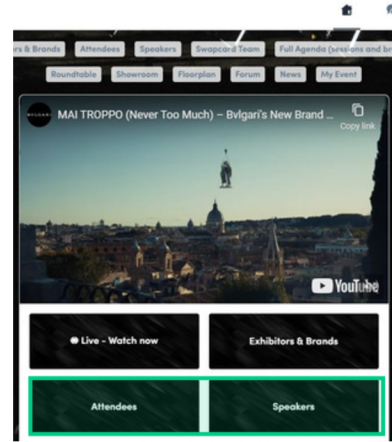 rs & Brands Attendees Speakers Swapcard Team Full Agenda (sessions and br
Roundtable Showroom Floorplan Forum News My Event
BVLGARI MAI TROPPO (Never Too Much) – Bvlgari's New Brand ...
Copy link
YouTube
Live - Watch now Exhibitors & Brands
Attendees Speakers